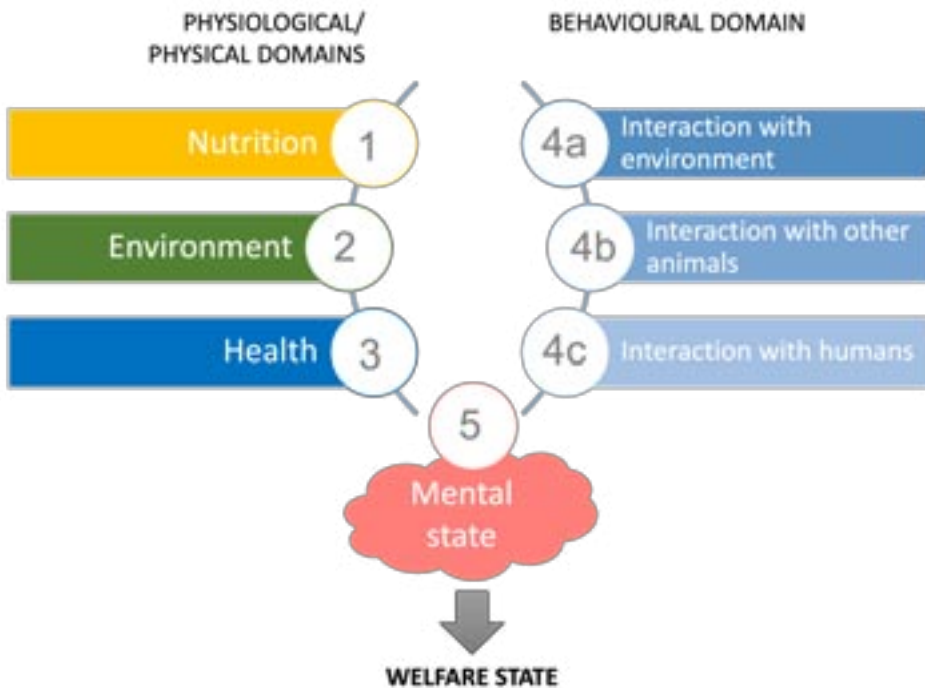 PHYSIOLOGICAL/
PHYSICAL DOMAINS
BEHAVIOURAL DOMAIN
Nutrition 1
Environment 2
Health 3
4a Interaction with
environment
4b Interaction with other
animals
4c Interaction with humans
5
Mental
state
WELFARE STATE